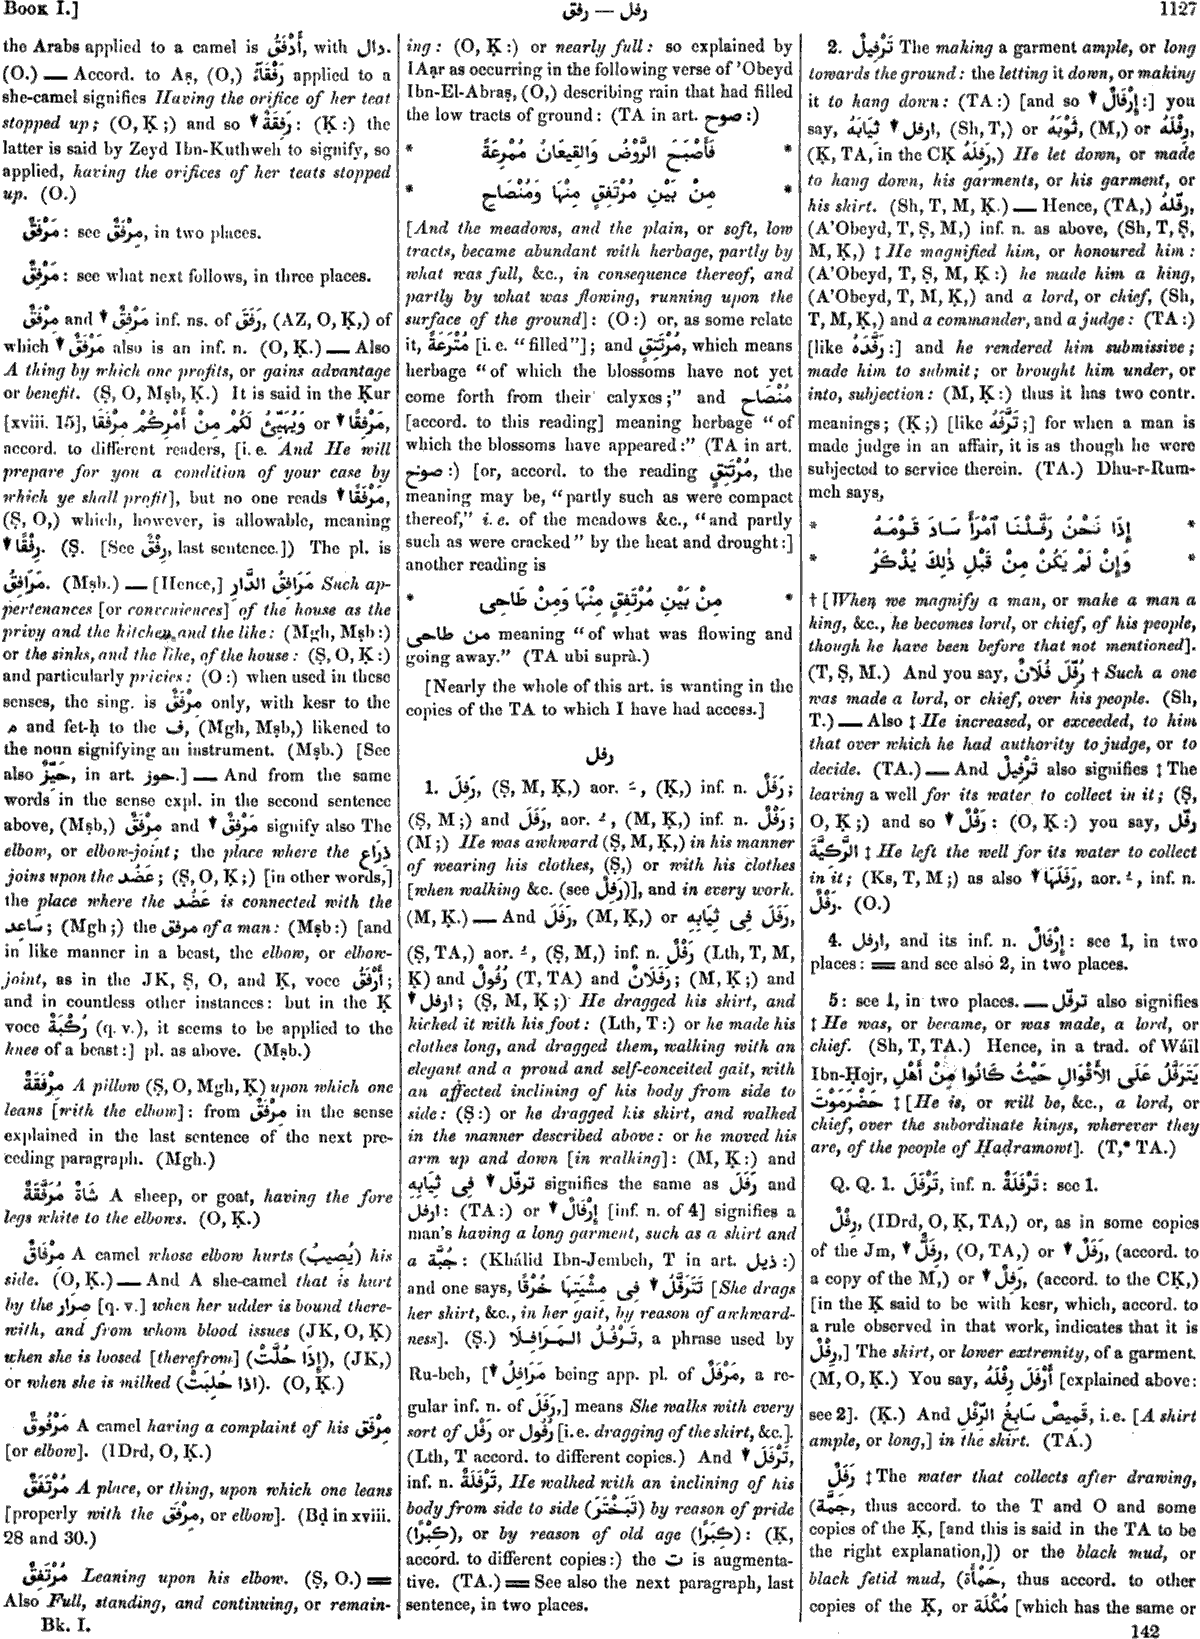 Book I.]
رفق — رفل
1127
the Arabs applied to a camel is أَدْفَقُ, with دال.
(O.) — Accord. to Aṣ, (O,) رَفْقَآءُ applied to a
she-camel signifies Having the orifice of her teat
stopped up; (O, Ḳ;) and so ↓ رَفِقَةٌ: (Ḳ:) the
latter is said by Zeyd Ibn-Kuthweh to signify, so
applied, having the orifices of her teats stopped
up. (O.)
مَرْفَقٌ: see مِرْفَقٌ, in two places.
مَرْفِقٌ: see what next follows, in three places.
مِرْفَقٌ and ↓ مَرْفِقٌ inf. ns. of رَفَقَ, (AZ, O, Ḳ,) of
which ↓ مَرْفَقٌ also is an inf. n. (O, Ḳ.) — Also
A thing by which one profits, or gains advantage
or benefit. (Ṣ, O, Mṣb, Ḳ.) It is said in the Ḳur
[xviii. 15], وَيُهَيِّئْ لَكُمْ مِنْ أَمْرِكُمْ مِرْفَقًا or ↓ مَرْفِقًا,
accord. to different readers, [i. e. And He will
prepare for you a condition of your case by
which ye shall profit], but no one reads ↓ مَرْفَقًا,
(Ṣ, O,) which, however, is allowable, meaning
↓ رِفْقًا. (Ṣ. [See رِفْقٌ, last sentence.]) The pl. is
مَرَافِقُ. (Mṣb.) — [Hence,] مَرَافِقُ الدَّارِ Such ap-
pertenances [or conveniences] of the house as the
privy and the kitchen, and the like: (Mgh, Mṣb:)
or the sinks, and the like, of the house: (Ṣ, O, Ḳ:)
and particularly privies: (O:) when used in these
senses, the sing. is مِرْفَقٌ only, with kesr to the
م and fet-ḥ to the ف, (Mgh, Mṣb,) likened to
the noun signifying an instrument. (Mṣb.) [See
also حَيِّزٌ, in art. حوز.] — And from the same
words in the sense expl. in the second sentence
above, (Mṣb,) مِرْفَقٌ and ↓ مَرْفِقٌ signify also The
elbow, or elbow-joint; the place where the ذِرَاع
joins upon the عَضُد; (Ṣ, O, Ḳ;) [in other words,]
the place where the عَضُد is connected with the
سَاعِد; (Mgh;) the مرفق of a man: (Mṣb:) [and
in like manner in a beast, the elbow, or elbow-
joint, as in the JK, Ṣ, O, and Ḳ, voce أَرْفَقُ;
and in countless other instances: but in the Ḳ
voce رُكْبَةٌ (q. v.), it seems to be applied to the
knee of a beast:] pl. as above. (Mṣb.)
مِرْفَقَةٌ A pillow (Ṣ, O, Mgh, Ḳ) upon which one
leans [with the elbow]: from مِرْفَقٌ in the sense
explained in the last sentence of the next pre-
ceding paragraph. (Mgh.)
شَاةٌ مُرَفَّقَةٌ A sheep, or goat, having the fore
legs white to the elbows. (O, Ḳ.)
مِرْفَاقٌ A camel whose elbow hurts (يُصِيبُ) his
side. (O, Ḳ.) — And A she-camel that is hurt
by the صِرَار [q. v.] when her udder is bound there-
with, and from whom blood issues (JK, O, Ḳ)
when she is loosed [therefrom] (إِذَا حُلَّتْ), (JK,)
or when she is milked (اذا حُلِبَتْ). (O, Ḳ.)
مَرْفُوقٌ A camel having a complaint of his مِرْفَق
[or elbow]. (IDrd, O, Ḳ.)
مُرْتَفَقٌ A place, or thing, upon which one leans
[properly with the مِرْفَق, or elbow]. (Bḍ in xviii.
28 and 30.)
مُرْتَفِقٌ Leaning upon his elbow. (Ṣ, O.) =
Also Full, standing, and continuing, or remain-
Bk. I.
ing: (O, Ḳ:) or nearly full: so explained by
IAạr as occurring in the following verse of 'Obeyd
Ibn-El-Abraṣ, (O,) describing rain that had filled
the low tracts of ground: (TA in art. صوح:)
* فَأَصْبَحَ الرَّوْضُ وَالقِيعَانُ مُمْرِعَةً *
* مِنْ بَيْنِ مُرْتَفِقٍ مِنْهَا وَمُنْصَاحِ *
[And the meadows, and the plain, or soft, low
tracts, became abundant with herbage, partly by
what was full, &c., in consequence thereof, and
partly by what was flowing, running upon the
surface of the ground]: (O:) or, as some relate
it, مُتْرَعَةً [i. e. "filled"]; and مُرْتَتِقٍ, which means
herbage "of which the blossoms have not yet
come forth from their calyxes;" and مُنْصَاح
[accord. to this reading] meaning herbage "of
which the blossoms have appeared:" (TA in art.
صوح:) [or, accord. to the reading مُرْتَتِقٍ, the
meaning may be, "partly such as were compact
thereof," i. e. of the meadows &c., "and partly
such as were cracked" by the heat and drought:]
another reading is
* مِنْ بَيْنِ مُرْتَفِقٍ مِنْهَا وَمِنْ طَاحِى *
من طاحى meaning "of what was flowing and
going away." (TA ubi suprà.)
[Nearly the whole of this art. is wanting in the
copies of the TA to which I have had access.]
رفل
1. رَفِلَ, (Ṣ, M, Ḳ,) aor. ـَ, (Ḳ,) inf. n. رَفَلٌ;
(Ṣ, M;) and رَفَلَ, aor. ـُ, (M, Ḳ,) inf. n. رَفْلٌ;
(M;) He was awkward (Ṣ, M, Ḳ,) in his manner
of wearing his clothes, (Ṣ,) or with his clothes
[when walking &c. (see رَفِلٌ)], and in every work.
(M, Ḳ.) — And رَفَلَ, (M, Ḳ,) or رَفَلَ فِى ثِيَابِهِ,
(Ṣ, TA,) aor. ـُ, (Ṣ, M,) inf. n. رَفْلٌ (Lth, T, M,
Ḳ) and رُفُولٌ (T, TA) and رَفَلَانٌ; (M, Ḳ;) and
↓ ارفل; (Ṣ, M, Ḳ;) He dragged his skirt, and
kicked it with his foot: (Lth, T:) or he made his
clothes long, and dragged them, walking with an
elegant and a proud and self-conceited gait, with
an affected inclining of his body from side to
side: (Ṣ:) or he dragged his skirt, and walked
in the manner described above: or he moved his
arm up and down [in walking]: (M, Ḳ:) and
ترفّل ↓ فِى ثِيَابِهِ signifies the same as رَفَلَ and
ارفل: (TA:) or ↓ إِرْفَالٌ [inf. n. of 4] signifies a
man's having a long garment, such as a shirt and
a جُبَّة: (Khálid Ibn-Jembeh, T in art. ذيل:)
and one says, تَتَرَفَّلُ ↓ فِى مِشْيَتِهَا خُرْقًا [She drags
her skirt, &c., in her gait, by reason of awkward-
ness]. (Ṣ.) تَرْفُلُ المَرَافِلَا, a phrase used by
Ru-beh, [↓ مَرَافِلُ being app. pl. of مَرْفَلٌ, a re-
gular inf. n. of رَفَلَ,] means She walks with every
sort of رَفْل or رُفُول [i. e. dragging of the skirt, &c.].
(Lth, T accord. to different copies.) And ↓ تَرْفَلَ,
inf. n. تَرْفَلَةٌ, He walked with an inclining of his
body from side to side (تَبَخْتَرَ) by reason of pride
(كِبْرًا), or by reason of old age (كِبَرًا): (Ḳ,
accord. to different copies:) the ت is augmenta-
tive. (TA.) = See also the next paragraph, last
sentence, in two places.
2. تَرْفِيلٌ The making a garment ample, or long
towards the ground: the letting it down, or making
it to hang down: (TA:) [and so ↓ إِرْفَالٌ:] you
say, ارفل ↓ ثِيَابَهُ, (Sh, T,) or ثَوْبَهُ, (M,) or رِفْلَهُ,
(Ḳ, TA, in the CK رَفِلَهُ,) He let down, or made
to hang down, his garments, or his garment, or
his skirt. (Sh, T, M, Ḳ.) — Hence, (TA,) رفّلهُ,
(A'Obeyd, T, Ṣ, M,) inf. n. as above, (Sh, T, Ṣ,
M, Ḳ,) ‡ He magnified him, or honoured him:
(A'Obeyd, T, Ṣ, M, Ḳ:) he made him a king,
(A'Obeyd, T, M, Ḳ,) and a lord, or chief, (Sh,
T, M, Ḳ,) and a commander, and a judge: (TA:)
[like رَفَّدَهُ:] and he rendered him submissive;
made him to submit; or brought him under, or
into, subjection: (M, Ḳ:) thus it has two contr.
meanings; (Ḳ;) [like تَرَّفَهُ;] for when a man is
made judge in an affair, it is as though he were
subjected to service therein. (TA.) Dhu-r-Rum-
meh says,
* إِذَا نَحْنُ رَفَّلْنَا ٱمْرَأً سَادَ قَوْمَهُ *
* وَإِنْ لَمْ يَكُنْ مِنْ قَبْلِ ذٰلِكَ يُذْكَرُ *
† [When we magnify a man, or make a man a
king, &c., he becomes lord, or chief, of his people,
though he have been before that not mentioned].
(T, Ṣ, M.) And you say, رُفِّلَ فُلَانٌ † Such a one
was made a lord, or chief, over his people. (Sh,
T.) — Also ‡ He increased, or exceeded, to him
that over which he had authority to judge, or to
decide. (TA.) — And تَرْفِيلٌ also signifies ‡ The
leaving a well for its water to collect in it; (Ṣ,
O, Ḳ;) and so ↓ رَفْلٌ: (O, Ḳ:) you say, رفّل
الرَّكِيَّةَ ‡ He left the well for its water to collect
in it; (Ks, T, M;) as also ↓ رَفَلَهَا, aor. ـُ, inf. n.
رَفْلٌ. (O.)
4. ارفل, and its inf. n. إِرْفَالٌ: see 1, in two
places: = and see also 2, in two places.
5: see 1, in two places. — ترفّل also signifies
‡ He was, or became, or was made, a lord, or
chief. (Sh, T, TA.) Hence, in a trad. of Wáïl
Ibn-Ḥojr, يَتَرَفَّلُ عَلَى الأَقْوَالِ حَيْثُ كَانُوا مِنْ أَهْلِ
حَضْرَمَوْتَ ‡ [He is, or will be, &c., a lord, or
chief, over the subordinate kings, wherever they
are, of the people of Ḥaḍramowt]. (T,* TA.)
Q. Q. 1. تَرْفَلَ, inf. n. تَرْفَلَةٌ: see 1.
رِفْلٌ, (IDrd, O, Ḳ, TA,) or, as in some copies
of the Jm, ↓ رِفَلٌّ, (O, TA,) or ↓ رَفَلٌ, (accord. to
a copy of the M,) or ↓ رَفِلٌ, (accord. to the CK,)
[in the Ḳ said to be with kesr, which, accord. to
a rule observed in that work, indicates that it is
رِفْلٌ,] The skirt, or lower extremity, of a garment.
(M, O, Ḳ.) You say, أَرْفَلَ رِفْلَهُ [explained above:
see 2]. (Ḳ.) And قَمِيصٌ سَابِغُ الرِّفْلِ, i. e. [A shirt
ample, or long,] in the skirt. (TA.)
رَفَلٌ ‡ The water that collects after drawing,
(جَمَّة, thus accord. to the T and O and some
copies of the Ḳ, [and this is said in the TA to be
the right explanation,]) or the black mud, or
black fetid mud, (حَمْأَة, thus accord. to other
copies of the Ḳ, or مُكْلَة [which has the same or
142